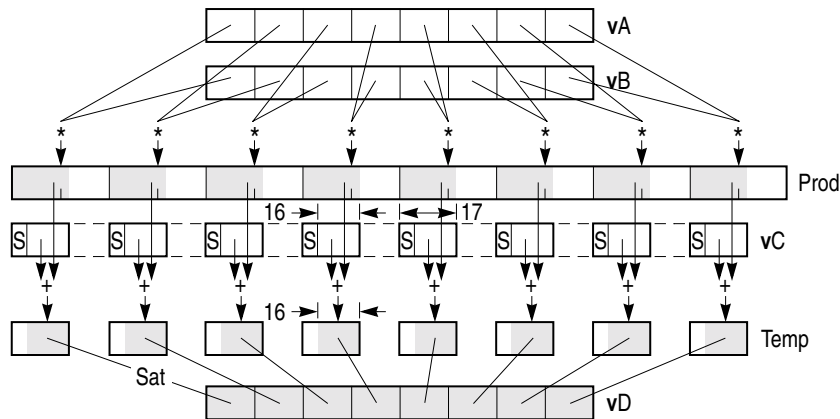 vA
vB
* * * * * * * *
Prod
16 17
S S S S S S S S
vC
+ + + + + + + +
16
Temp
Sat
vD